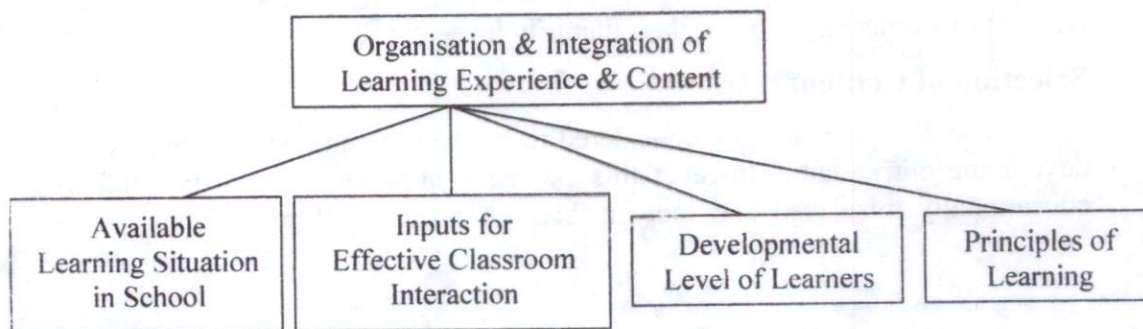 Organisation & Integration of
Learning Experience & Content
Available
Learning Situation
in School
Inputs for
Effective Classroom
Interaction
Developmental
Level of Learners
Principles of
Learning